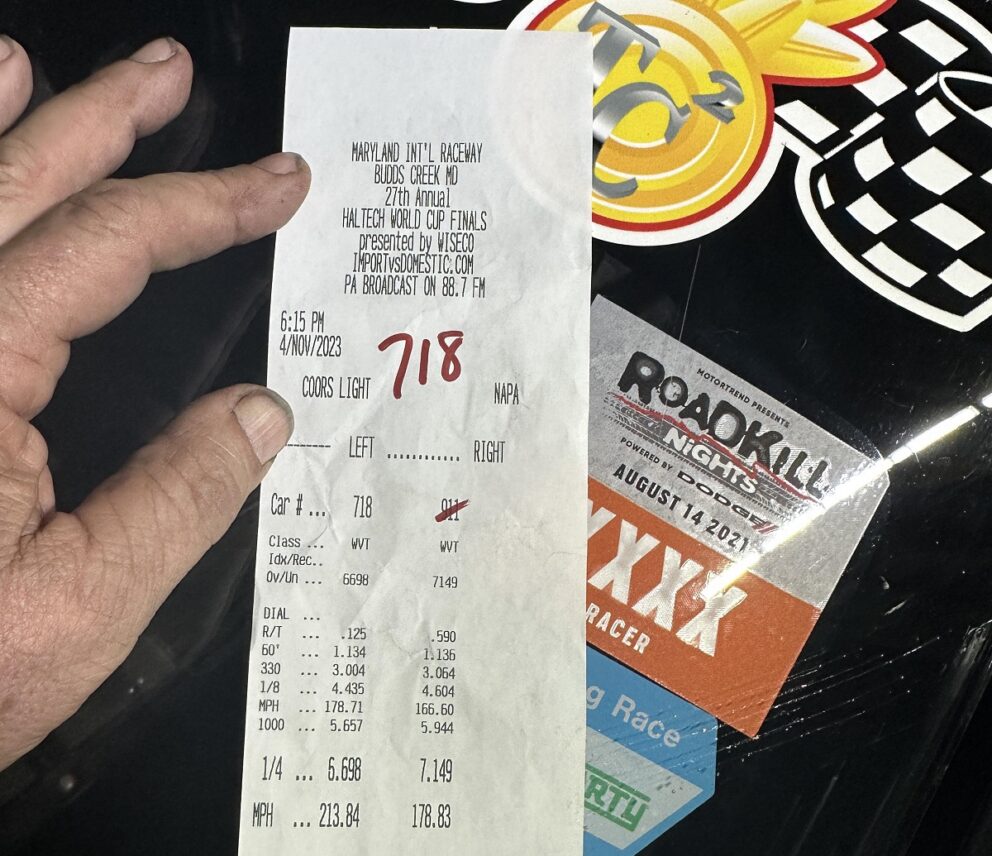 MARYLAND INT'L RACEWAY
BUDDS CREEK MD
27th Annual
HALTECH WORLD CUP FINALS
presented by WISECO
IMPORTvsDOMESTIC.COM
PA BROADCAST ON 88.7 FM
6:15 PM
4/NOV/2023
718
COORS LIGHT NAPA
-------- LEFT ............ RIGHT
Car # ... 718 911
Class ... WVT WVT
Idx/Rec..
Ov/Un ... 6698 7149
DIAL ...
R/T ... .125 .590
60' ... 1.134 1.136
330 ... 3.004 3.064
1/8 ... 4.435 4.604
MPH ... 178.71 166.60
1000 ... 5.657 5.944
1/4 ... 6.698 7.149
MPH ... 213.84 178.83
TC2
MOTORTREND PRESENTS
ROADKILL
NiGHTS
POWERED BY DODGE//
AUGUST 14 2021
XXX
RACER
g Race
RTY